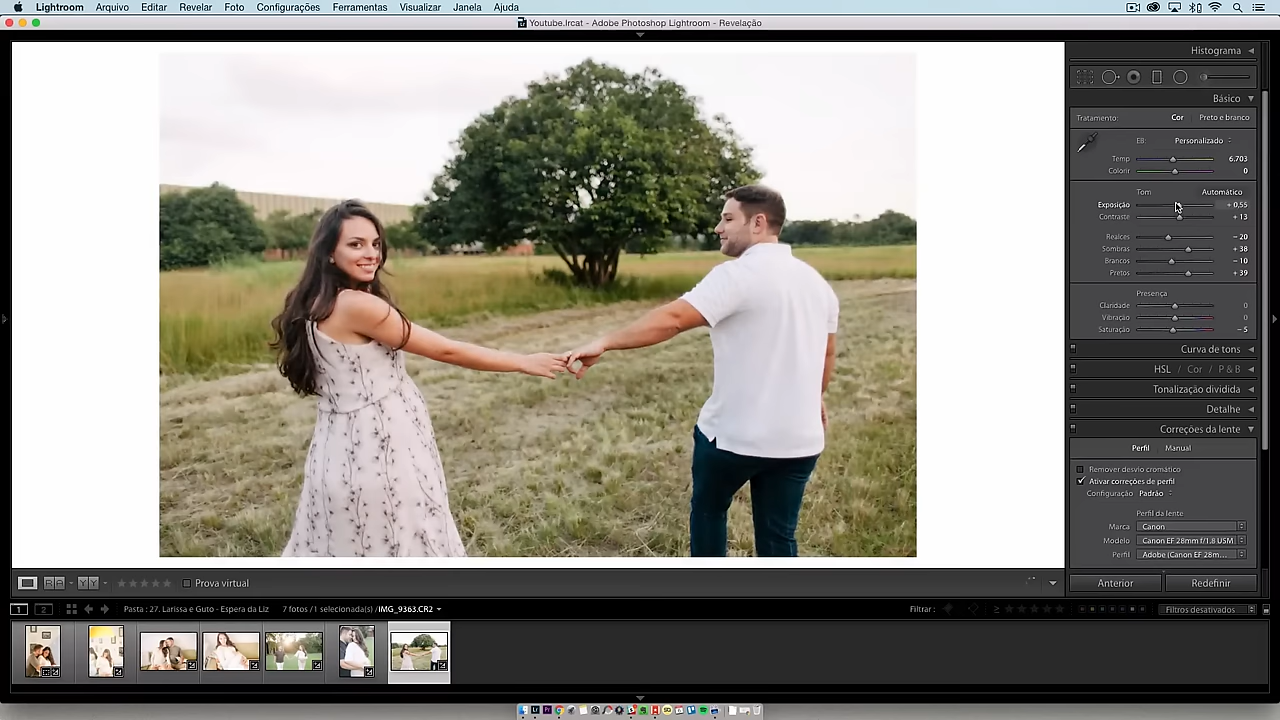 Lightroom Arquivo Editar Revelar Foto Configurações Ferramentas Visualizar Janela Ajuda
Youtube.lrcat - Adobe Photoshop Lightroom - Revelação
Histograma
Básico
Tratamento: Cor Preto e branco
EB: Personalizado
Temp 6.703
Colorir 0
Tom Automático
Exposição + 0,55
Contraste + 13
Realces − 20
Sombras + 38
Brancos − 10
Pretos + 39
Presença
Claridade 0
Vibração 0
Saturação − 5
Curva de tons
HSL / Cor / P & B
Tonalização dividida
Detalhe
Correções da lente
Perfil Manual
Remover desvio cromático
Ativar correções de perfil
Configuração Padrão
Perfil da lente
Marca Canon
Modelo Canon EF 28mm f/1.8 USM
Perfil Adobe (Canon EF 28m...
Prova virtual
Anterior Redefinir
1 2 Pasta : 27. Larissa e Guto - Espera da Liz 7 fotos /1 selecionada(s) /IMG_9363.CR2 Filtrar : Filtros desativados